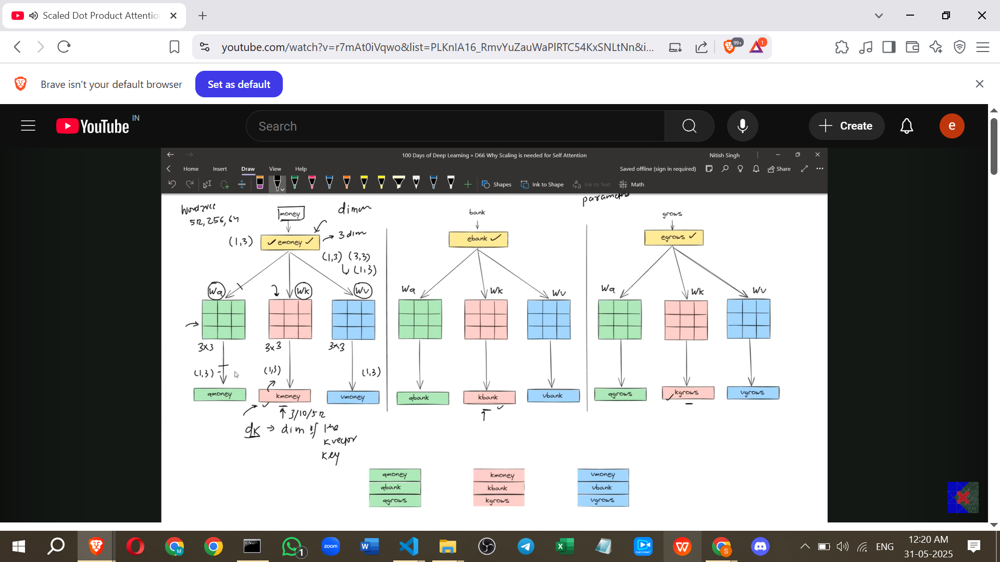 Scaled Dot Product Attentio
youtube.com/watch?v=r7mAt0iVqwo&list=PLKnIA16_RmvYuZauWaPlRTC54KxSNLtNn&i...
99+
1
Brave isn't your default browser
Set as default
YouTube
IN
Search
Create
e
100 Days of Deep Learning » D66 Why Scaling is needed for Self Attention
Nitish Singh
Home Insert Draw View Help
Saved offline (sign in required)
Share
Shapes
Ink to Shape
Ink to Text
Math
512, 256, 64
money
dimen
bank
grows
(1,3)
emoney
3 dim
ebank
egrows
(1,3) (3,3)
(1,3)
Wq Wk Wv
Wq Wk Wv
Wq Wk Wv
3x3 3x3 3x3
(1,3) (1,3) (1,3)
qmoney kmoney vmoney
qbank kbank vbank
qgrows kgrows vgrows
3/10/512
dk → dim of the
k vector
key
qmoney
qbank
qgrows
kmoney
kbank
kgrows
vmoney
vbank
vgrows
M
C:\
1
zoom
W
X
S
ENG
12:20 AM
31-05-2025